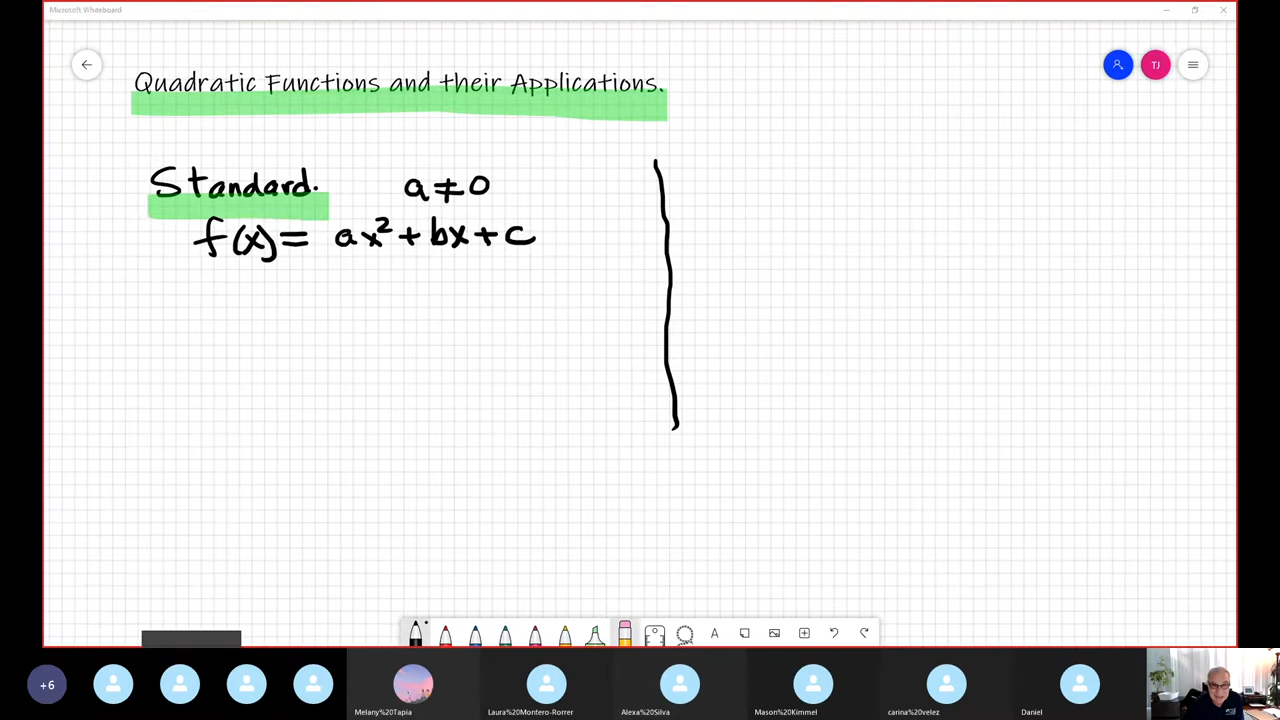 Microsoft Whiteboard
TJ
Quadratic Functions and their Applications.
Standard. a≠0
f(x)= ax²+bx+c
A
+6
Melany%20Tapia
Laura%20Montero-Rorrer
Alexa%20Silva
Mason%20Kimmel
carina%20velez
Daniel